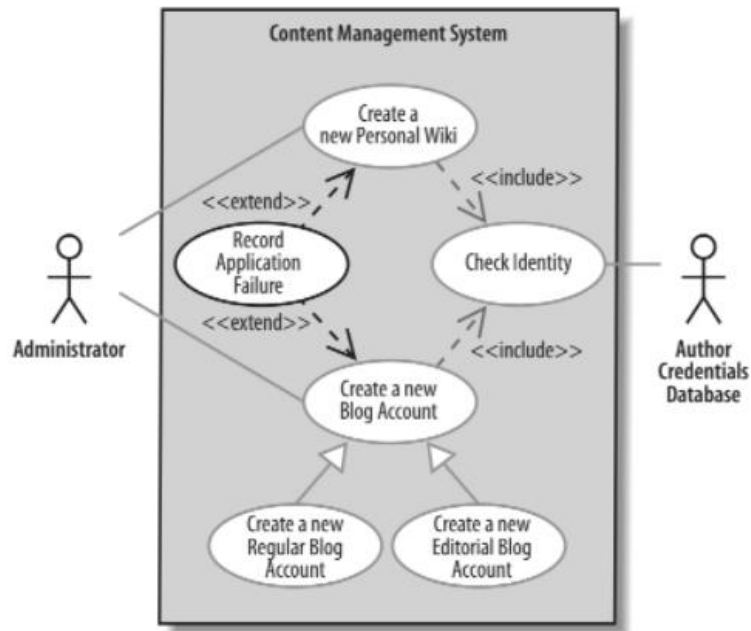 Content Management System
Create a
new Personal Wiki
<<extend>>
<<include>>
Record
Application
Failure
Check Identity
Administrator
Author
Credentials
Database
<<extend>>
<<include>>
Create a new
Blog Account
Create a new
Regular Blog
Account
Create a new
Editorial Blog
Account